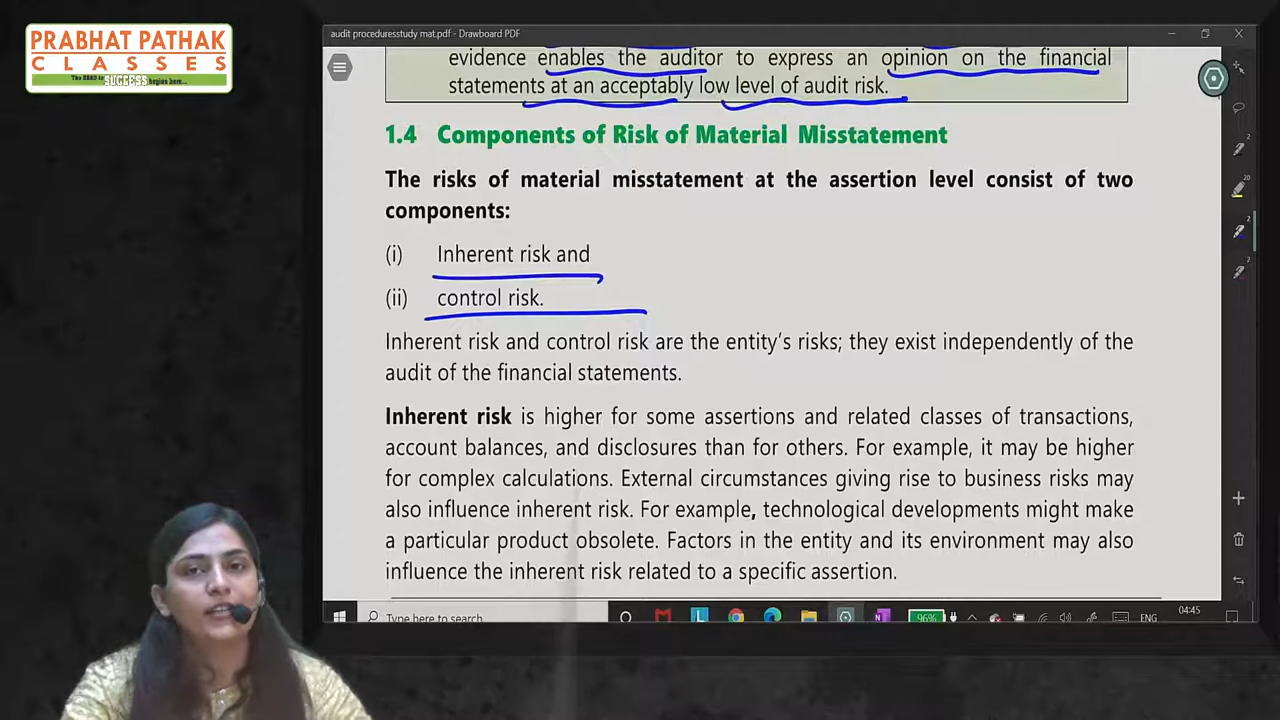 PRABHAT PATHAK
CLASSES
The ROAD to SUCCESS begins here...
audit proceduresstudy mat.pdf - Drawboard PDF
evidence enables the auditor to express an opinion on the financial
statements at an acceptably low level of audit risk.
1.4 Components of Risk of Material Misstatement
The risks of material misstatement at the assertion level consist of two
components:
(i) Inherent risk and
(ii) control risk.
Inherent risk and control risk are the entity's risks; they exist independently of the
audit of the financial statements.
Inherent risk is higher for some assertions and related classes of transactions,
account balances, and disclosures than for others. For example, it may be higher
for complex calculations. External circumstances giving rise to business risks may
also influence inherent risk. For example, technological developments might make
a particular product obsolete. Factors in the entity and its environment may also
influence the inherent risk related to a specific assertion.
Type here to search
96%
ENG
04:45